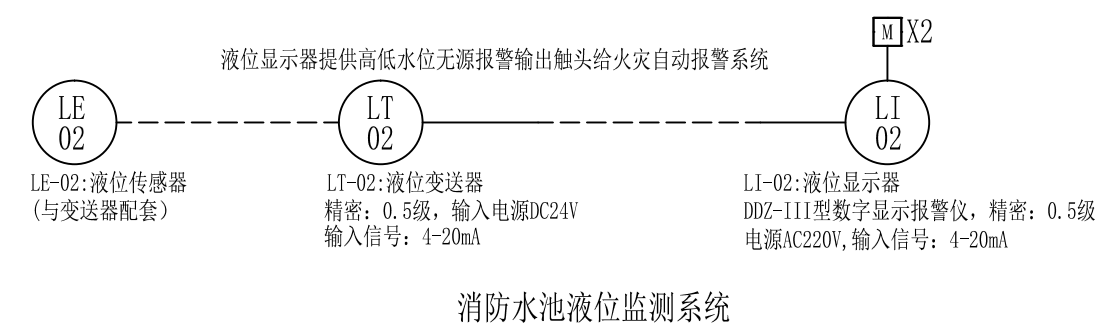 M X2
液位显示器提供高低水位无源报警输出触头给火灾自动报警系统
LE
02
LT
02
LI
02
LE-02:液位传感器
(与变送器配套)
LT-02:液位变送器
精密：0.5级，输入电源DC24V
输入信号：4-20mA
LI-02:液位显示器
DDZ-III型数字显示报警仪，精密：0.5级
电源AC220V,输入信号：4-20mA
消防水池液位监测系统